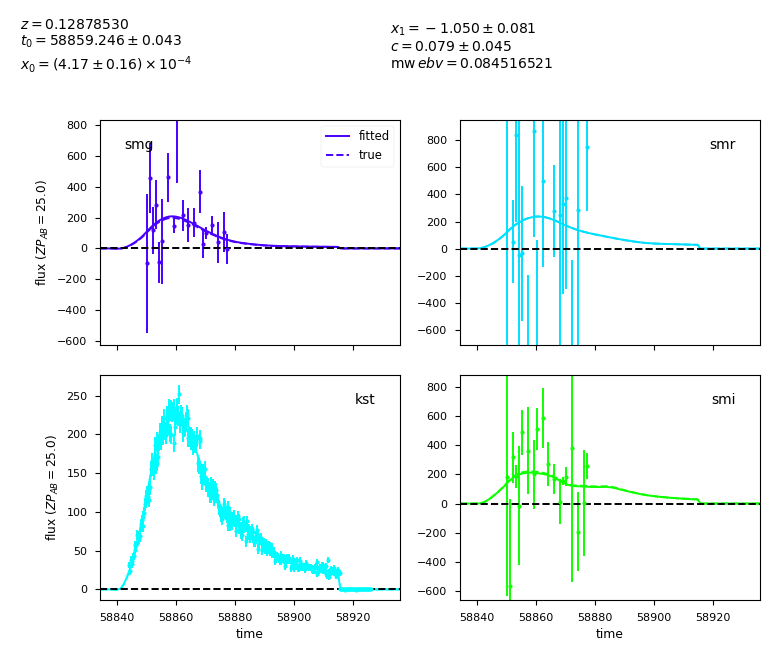 z = 0.12878530
t₀ = 58859.246 ± 0.043
x₀ = (4.17 ± 0.16) × 10⁻⁴
x₁ = −1.050 ± 0.081
c = 0.079 ± 0.045
mw ebv = 0.084516521
smg
fitted
true
800
600
400
200
0
−200
−400
−600
flux (ZP_AB = 25.0)
smr
800
600
400
200
0
−200
−400
−600
kst
250
200
150
100
50
0
flux (ZP_AB = 25.0)
58840 58860 58880 58900 58920
time
smi
800
600
400
200
0
−200
−400
−600
58840 58860 58880 58900 58920
time